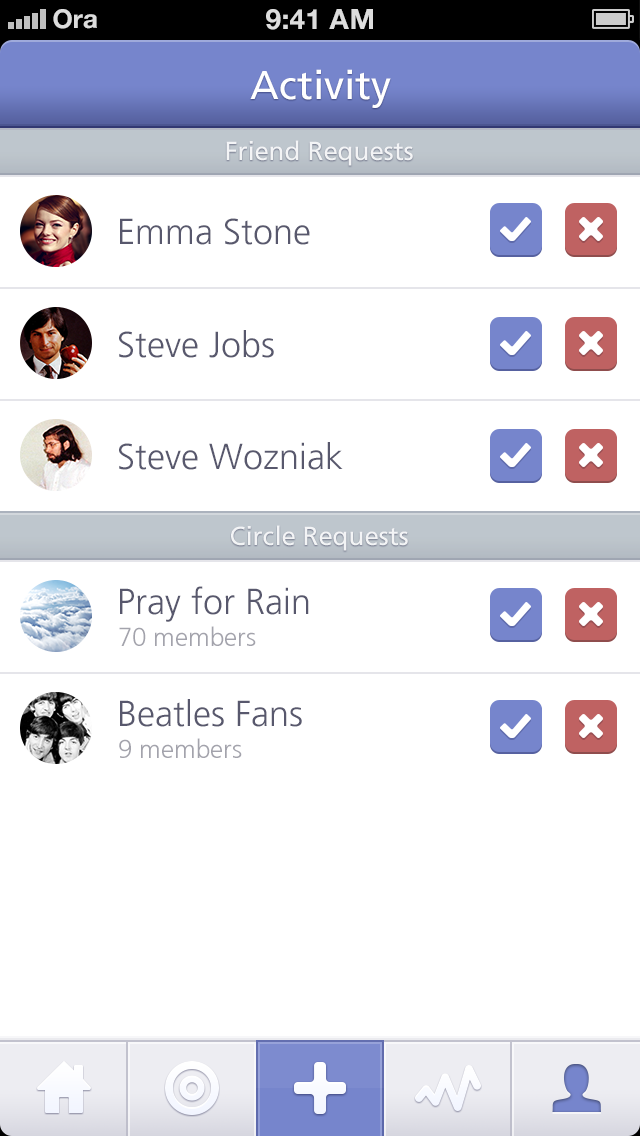 Ora 9:41 AM
Activity
Friend Requests
Emma Stone
Steve Jobs
Steve Wozniak
Circle Requests
Pray for Rain
70 members
Beatles Fans
9 members